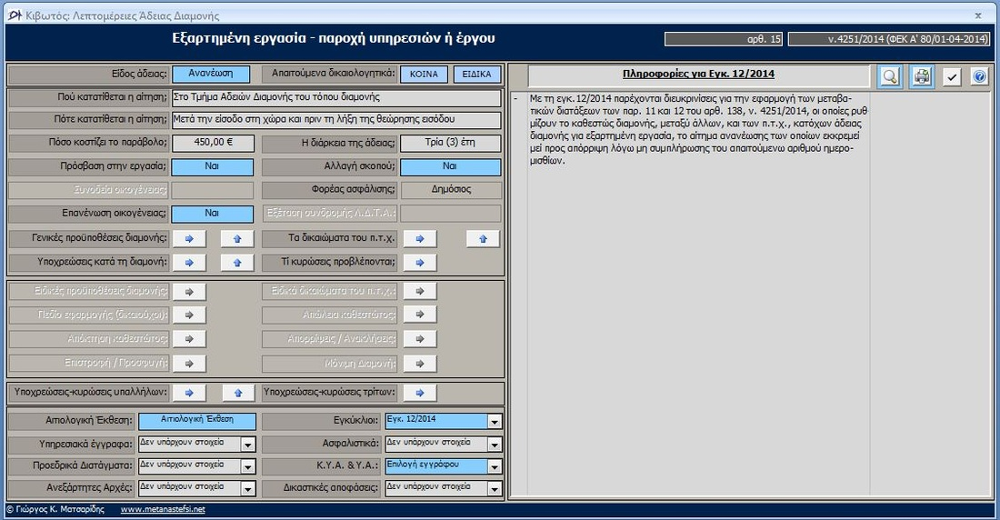 Κιβωτός: Λεπτομέρειες Άδειας Διαμονής
x
Εξαρτημένη εργασία - παροχή υπηρεσιών ή έργου
αρθ. 15
ν.4251/2014 (ΦΕΚ Α' 80/01-04-2014)
Είδος άδειας: Ανανέωση Απαιτούμενα δικαιολογητικά: ΚΟΙΝΑ ΕΙΔΙΚΑ
Πού κατατίθεται η αίτηση; Στο Τμήμα Αδειών Διαμονής του τόπου διαμονής
Πότε κατατίθεται η αίτηση; Μετά την είσοδο στη χώρα και πριν τη λήξη της θεώρησης εισόδου
Πόσο κοστίζει το παράβολο; 450,00 € Η διάρκεια της άδειας; Τρία (3) έτη
Πρόσβαση στην εργασία; Ναι Αλλαγή σκοπού; Ναι
Συνοδεία οικογένειας; Φορέας ασφάλισης; Δημόσιος
Επανένωση οικογένειας; Ναι Εξέταση συνδρομής Λ.Δ.Τ.Α.:
Γενικές προϋποθέσεις διαμονής: Τα δικαιώματα του π.τ.χ.
Υποχρεώσεις κατά τη διαμονή: Τί κυρώσεις προβλέπονται;
Ειδικές προϋποθέσεις διαμονής: Ειδικά δικαιώματα του π.τ.χ.:
Πεδίο εφαρμογής (δικαιούχοι): Απώλεια καθεστώτος:
Απόκτηση καθεστώτος: Απορρίψεις / Ανακλήσεις:
Επιστροφή / Προσφυγή: Μόνιμη Διαμονή:
Υποχρεώσεις-κυρώσεις υπαλλήλων: Υποχρεώσεις-κυρώσεις τρίτων:
Αιτιολογική Έκθεση: Αιτιολογική Έκθεση Εγκύκλιοι: Εγκ. 12/2014
Υπηρεσιακά έγγραφα: Δεν υπάρχουν στοιχεία Ασφαλιστικά: Δεν υπάρχουν στοιχεία
Προεδρικά Διατάγματα: Δεν υπάρχουν στοιχεία Κ.Υ.Α. & Υ.Α.: Επιλογή εγγράφου
Ανεξάρτητες Αρχές: Δεν υπάρχουν στοιχεία Δικαστικές αποφάσεις: Δεν υπάρχουν στοιχεία
Πληροφορίες για Εγκ. 12/2014
- Με τη εγκ. 12/2014 παρέχονται διευκρινίσεις για την εφαρμογή των μεταβα-
τικών διατάξεων των παρ. 11 και 12 του αρθ. 138, ν. 4251/2014, οι οποίες ρυθ
μίζουν το καθεστώς διαμονής, μεταξύ άλλων, και των π.τ.χ., κατόχων άδειας
διαμονής για εξαρτημένη εργασία, το αίτημα ανανέωσης των οποίων εκκρεμεί
μεί προς απόρριψη λόγω μη συμπλήρωσης του απαιτούμενω αριθμού ημερο-
μισθίων.
© Γιώργος Κ. Ματσαρίδης www.metanastefsi.net